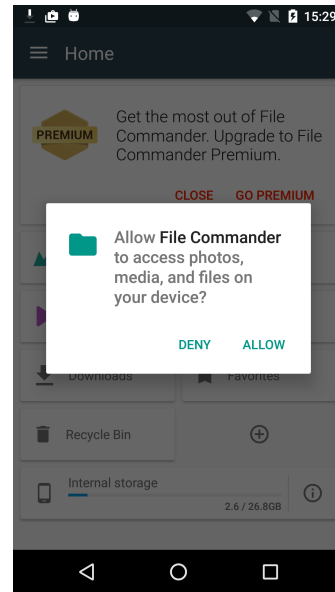 15:29
Home
PREMIUM
Get the most out of File
Commander. Upgrade to File
Commander Premium.
CLOSE GO PREMIUM
Allow File Commander
to access photos,
media, and files on
your device?
DENY ALLOW
Downloads Favorites
Recycle Bin
Internal storage
2.6 / 26.8GB